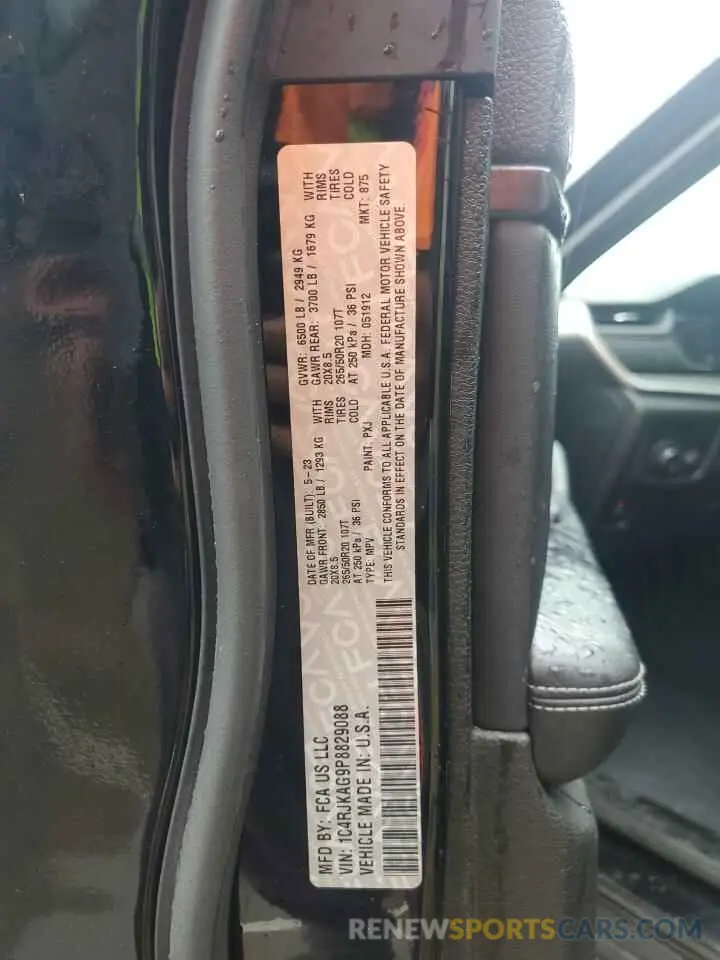 MFD BY: FCA US LLC
DATE OF MFR (BUILT): 5-23
GVWR: 6500 LB / 2949 KG
GAWR FRONT: 2850 LB / 1293 KG WITH
GAWR REAR: 3700 LB / 1679 KG WITH
20X8.5 RIMS
20X8.5 RIMS
265/50R20 107T TIRES
265/50R20 107T TIRES
AT 250 kPa / 36 PSI COLD
AT 250 kPa / 36 PSI COLD
VIN: 1C4RJKAG9P8829088
TYPE: MPV
PAINT: PXJ
MDH: 051912
MKT: 875
VEHICLE MADE IN: U.S.A.
THIS VEHICLE CONFORMS TO ALL APPLICABLE U.S.A. FEDERAL MOTOR VEHICLE SAFETY
STANDARDS IN EFFECT ON THE DATE OF MANUFACTURE SHOWN ABOVE.
RENEWSPORTSCARS.COM